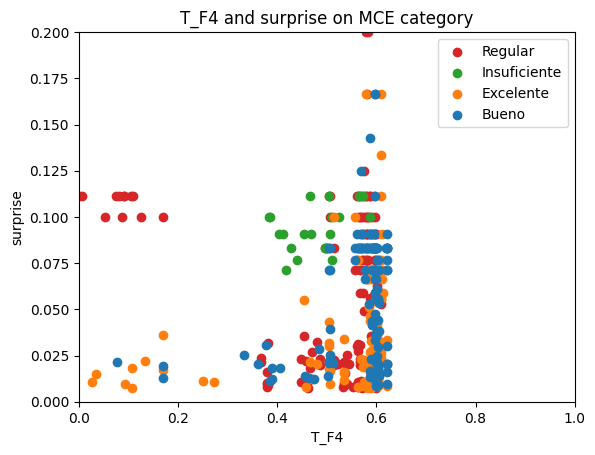 T_F4 and surprise on MCE category
0.200
0.175
0.150
0.125
0.100
0.075
0.050
0.025
0.000
surprise
Regular
Insuficiente
Excelente
Bueno
0.0 0.2 0.4 0.6 0.8 1.0
T_F4